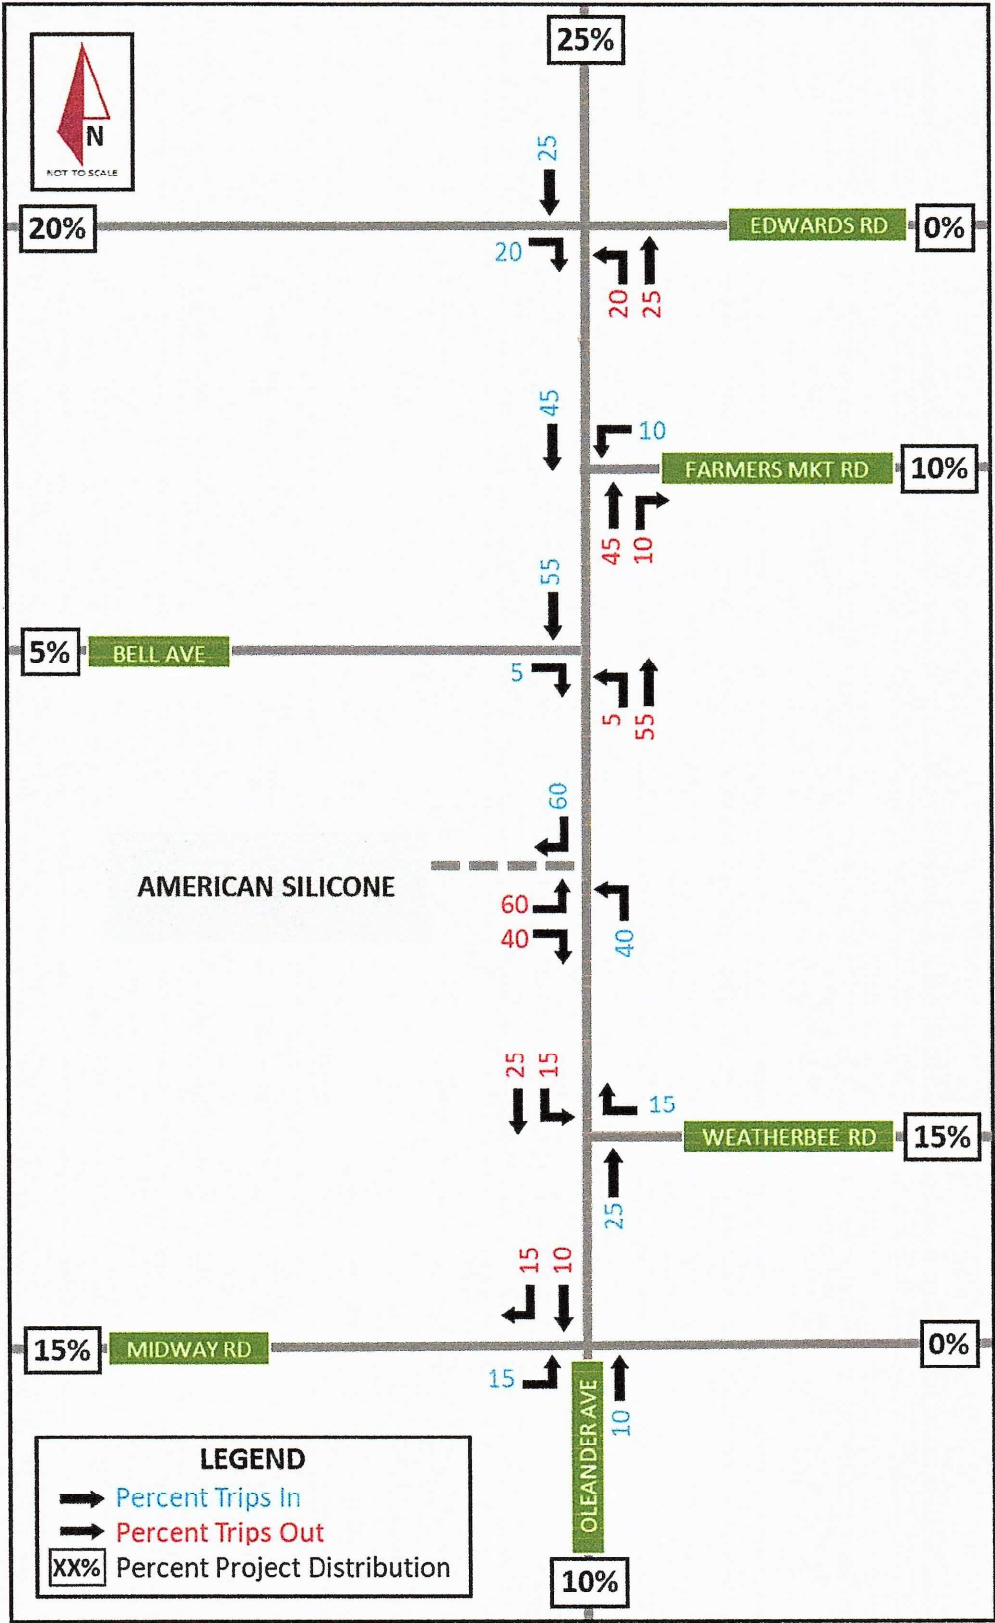 25%
N
NOT TO SCALE
25
20%
EDWARDS RD
0%
20
20
25
45
10
FARMERS MKT RD
10%
45
10
55
5%
BELL AVE
5
5
55
60
AMERICAN SILICONE
60
40
40
25
15
15
WEATHERBEE RD
15%
25
15
10
15%
MIDWAY RD
0%
15
10
OLEANDER AVE
LEGEND
Percent Trips In
Percent Trips Out
XX% Percent Project Distribution
10%